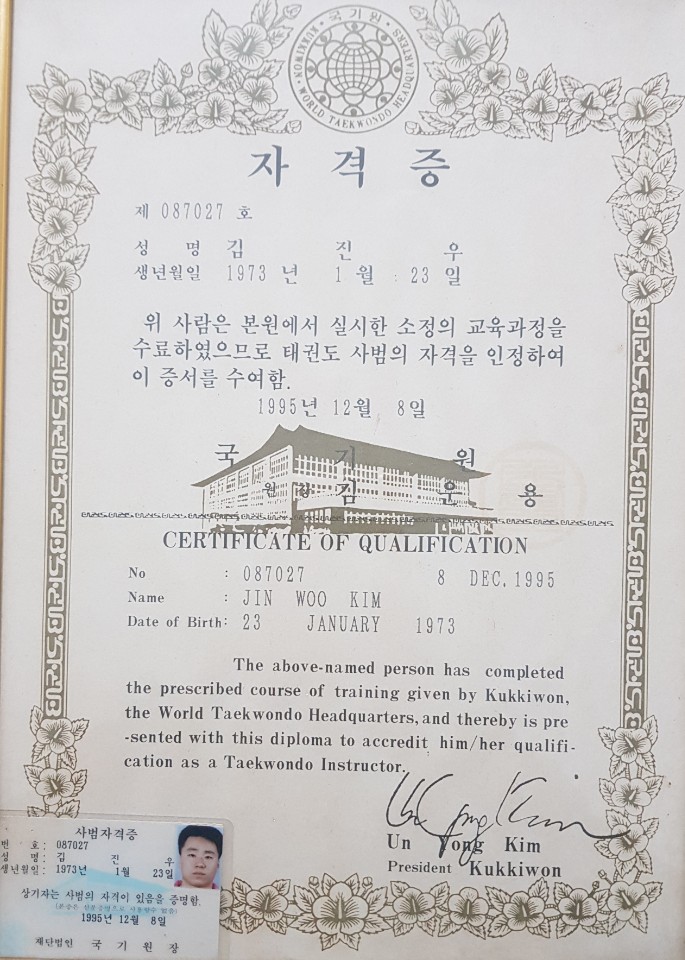 · 국 기 원 ·
KUKKIWON · WORLD TAEKWONDO HEADQUARTERS
자 격 증
제 087027 호
성 명 김 진 우
생년월일 1973 년 1 월 23 일
위 사람은 본원에서 실시한 소정의 교육과정을
수료하였으므로 태권도 사범의 자격을 인정하여
이 증서를 수여함.
1995년 12월 8일
국 기 원
원 장 김 운 용
CERTIFICATE OF QUALIFICATION
No : 087027 8 DEC, 1995
Name : JIN WOO KIM
Date of Birth: 23 JANUARY 1973
The above-named person has completed
the prescribed course of training given by Kukkiwon,
the World Taekwondo Headquarters, and thereby is pre
-sented with this diploma to accredit him/her qualifi-
cation as a Taekwondo Instructor.
Un Yong Kim
Un Yong Kim
President Kukkiwon
사범자격증
번 호: 087027
성 명: 김 진 우
생년월일: 1973년 1월 23일
상기자는 사범의 자격이 있음을 증명함.
1995년 12월 8일
재단법인 국 기 원 장